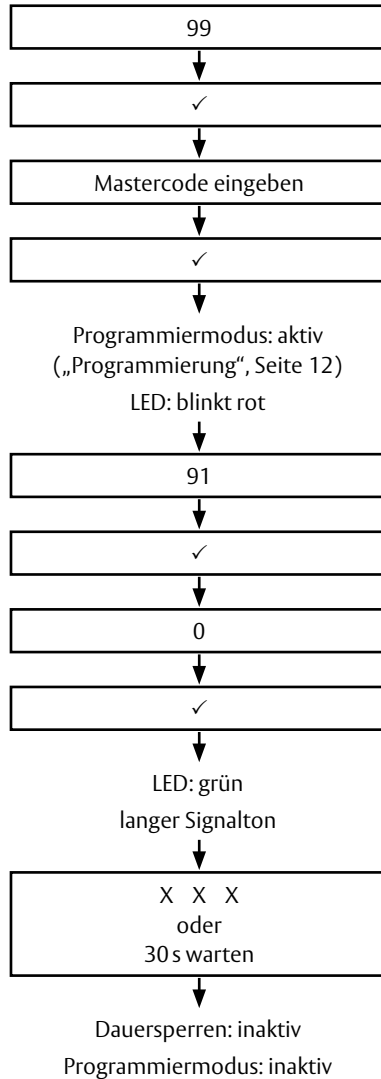 99
✓
Mastercode eingeben
✓
Programmiermodus: aktiv
(„Programmierung“, Seite 12)
LED: blinkt rot
91
✓
0
✓
LED: grün
langer Signalton
X X X
oder
30 s warten
Dauersperren: inaktiv
Programmiermodus: inaktiv